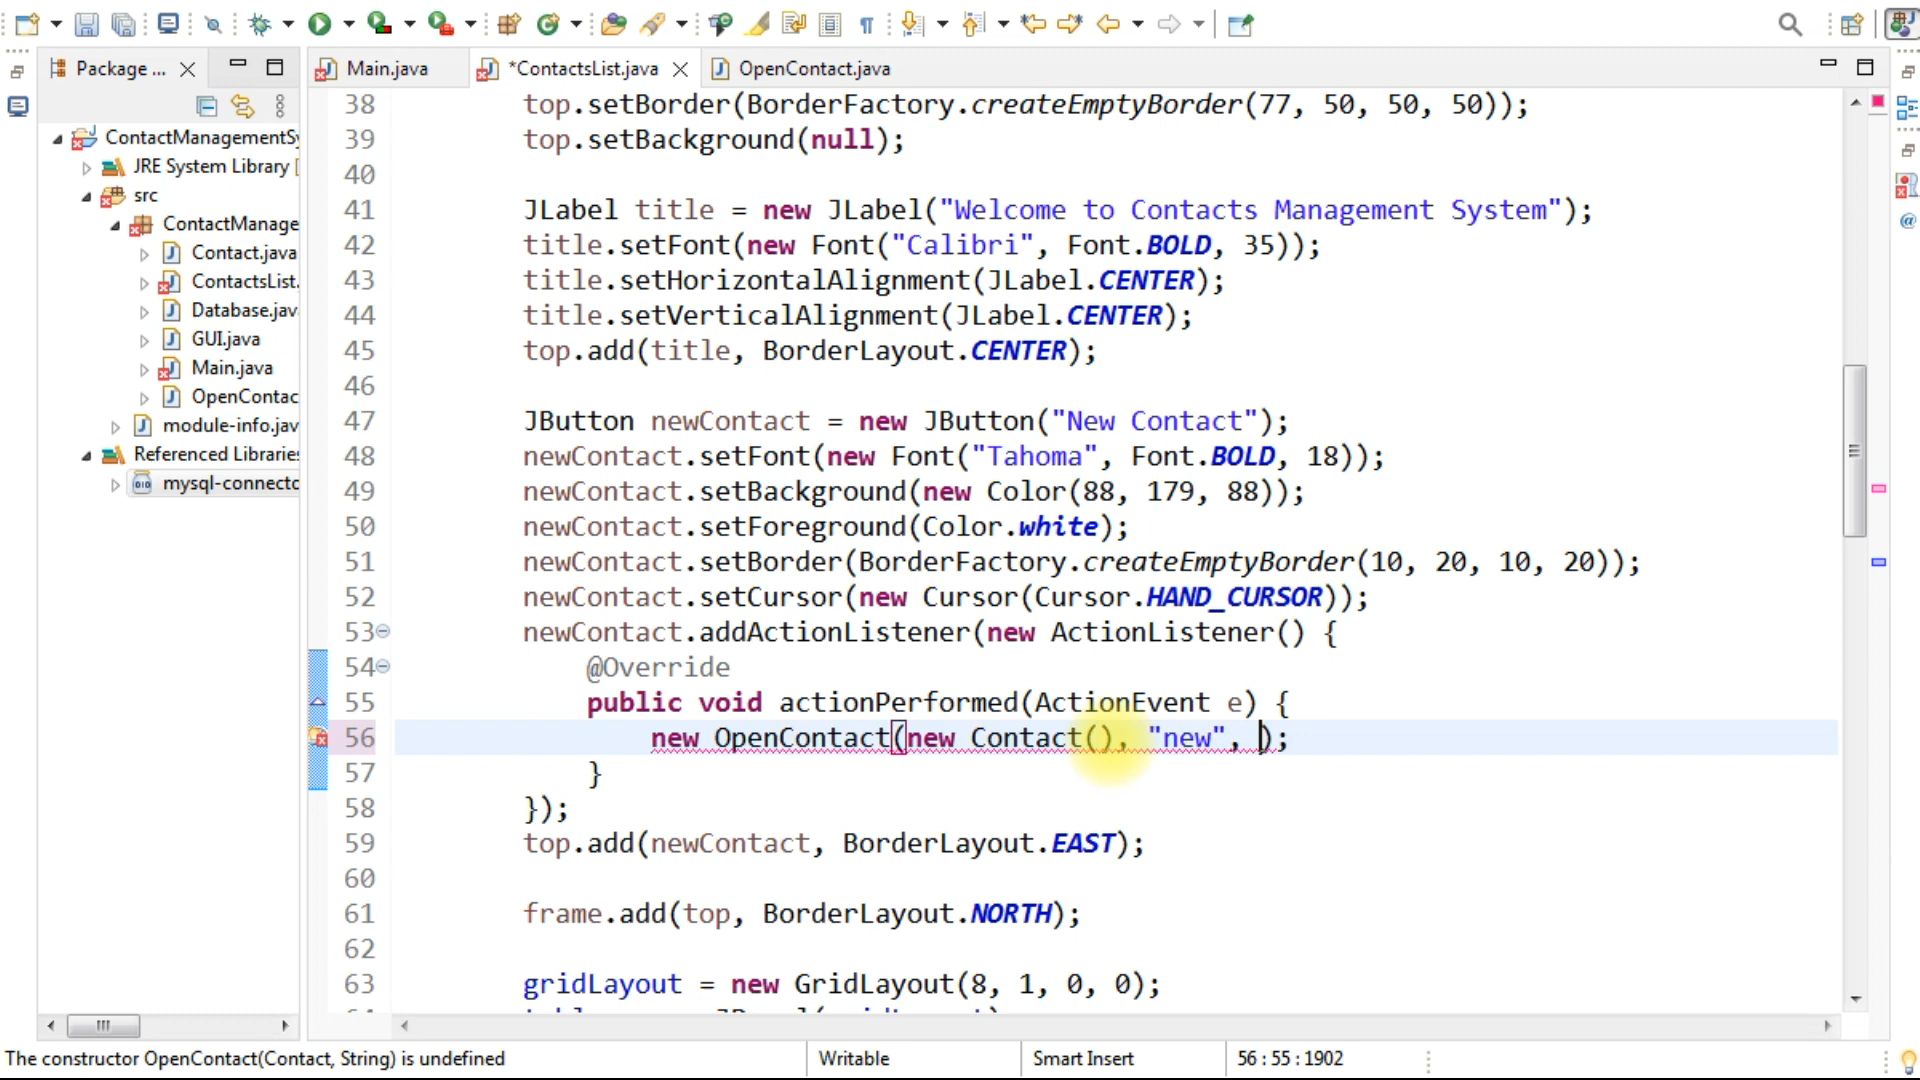 Package ...
Main.java
*ContactsList.java
OpenContact.java
ContactManagementSy
JRE System Library [
src
ContactManage
Contact.java
ContactsList.
Database.jav
GUI.java
Main.java
OpenContac
module-info.jav
Referenced Libraries
mysql-connecto
38 top.setBorder(BorderFactory.createEmptyBorder(77, 50, 50, 50));
39 top.setBackground(null);
40
41 JLabel title = new JLabel("Welcome to Contacts Management System");
42 title.setFont(new Font("Calibri", Font.BOLD, 35));
43 title.setHorizontalAlignment(JLabel.CENTER);
44 title.setVerticalAlignment(JLabel.CENTER);
45 top.add(title, BorderLayout.CENTER);
46
47 JButton newContact = new JButton("New Contact");
48 newContact.setFont(new Font("Tahoma", Font.BOLD, 18));
49 newContact.setBackground(new Color(88, 179, 88));
50 newContact.setForeground(Color.white);
51 newContact.setBorder(BorderFactory.createEmptyBorder(10, 20, 10, 20));
52 newContact.setCursor(new Cursor(Cursor.HAND_CURSOR));
53 newContact.addActionListener(new ActionListener() {
54 @Override
55 public void actionPerformed(ActionEvent e) {
56 new OpenContact(new Contact(), "new", );
57 }
58 });
59 top.add(newContact, BorderLayout.EAST);
60
61 frame.add(top, BorderLayout.NORTH);
62
63 gridLayout = new GridLayout(8, 1, 0, 0);
The constructor OpenContact(Contact, String) is undefined
Writable
Smart Insert
56 : 55 : 1902